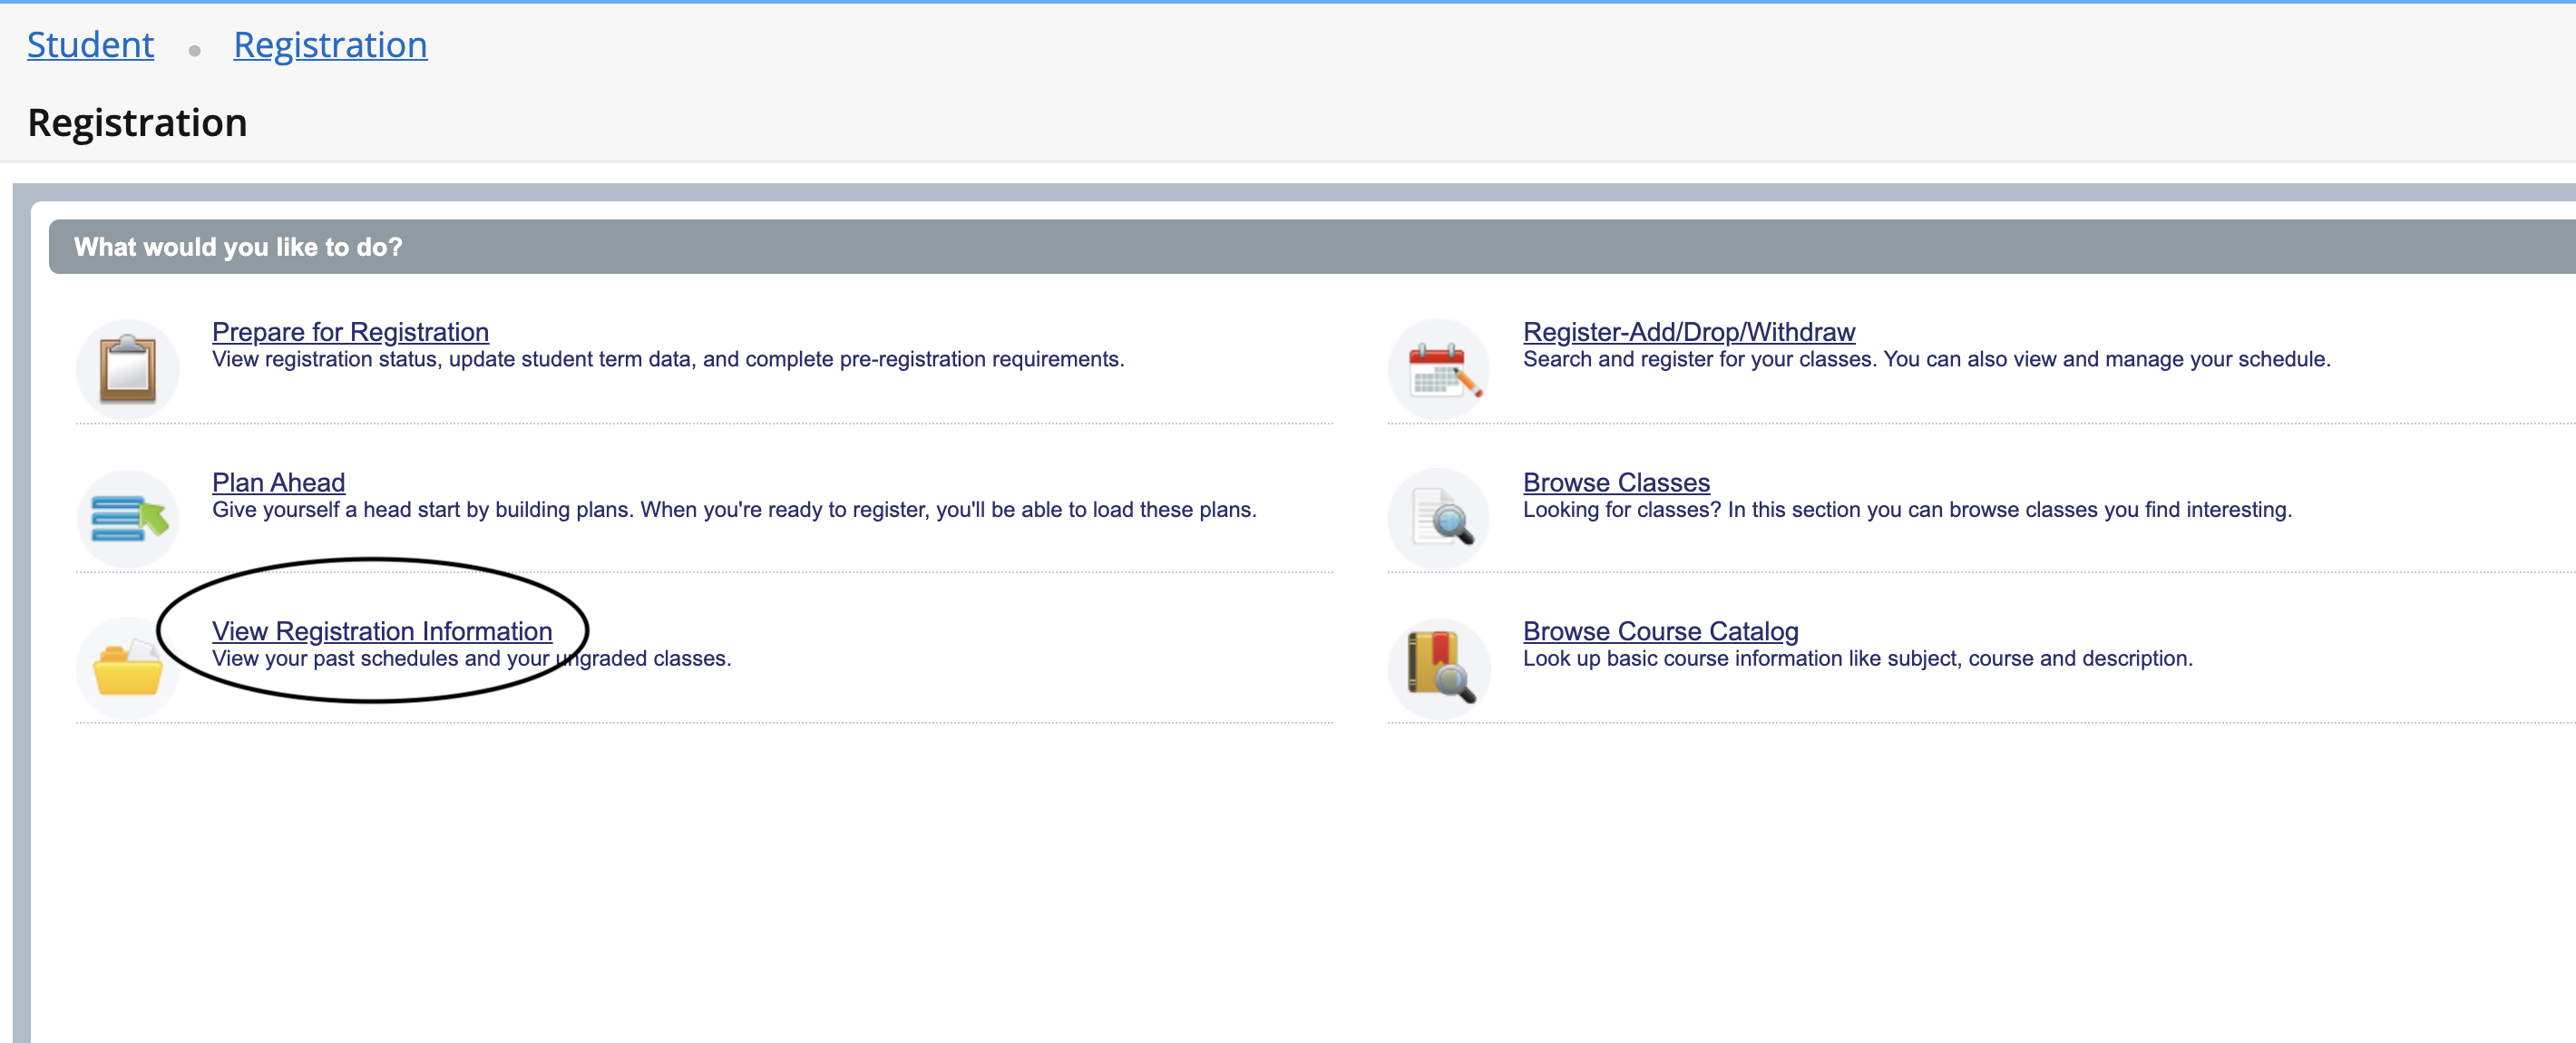 Student • Registration
Registration
What would you like to do?
Prepare for Registration
View registration status, update student term data, and complete pre-registration requirements.
Register-Add/Drop/Withdraw
Search and register for your classes. You can also view and manage your schedule.
Plan Ahead
Give yourself a head start by building plans. When you're ready to register, you'll be able to load these plans.
Browse Classes
Looking for classes? In this section you can browse classes you find interesting.
View Registration Information
View your past schedules and your ungraded classes.
Browse Course Catalog
Look up basic course information like subject, course and description.